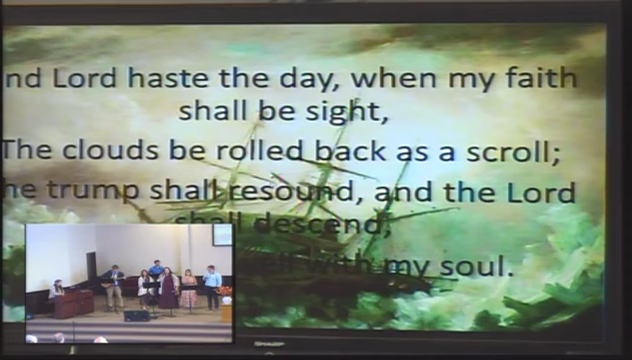 nd Lord haste the day, when my faith
shall be sight,
The clouds be rolled back as a scroll;
he trump shall resound, and the Lord
shall descend,
with my soul.